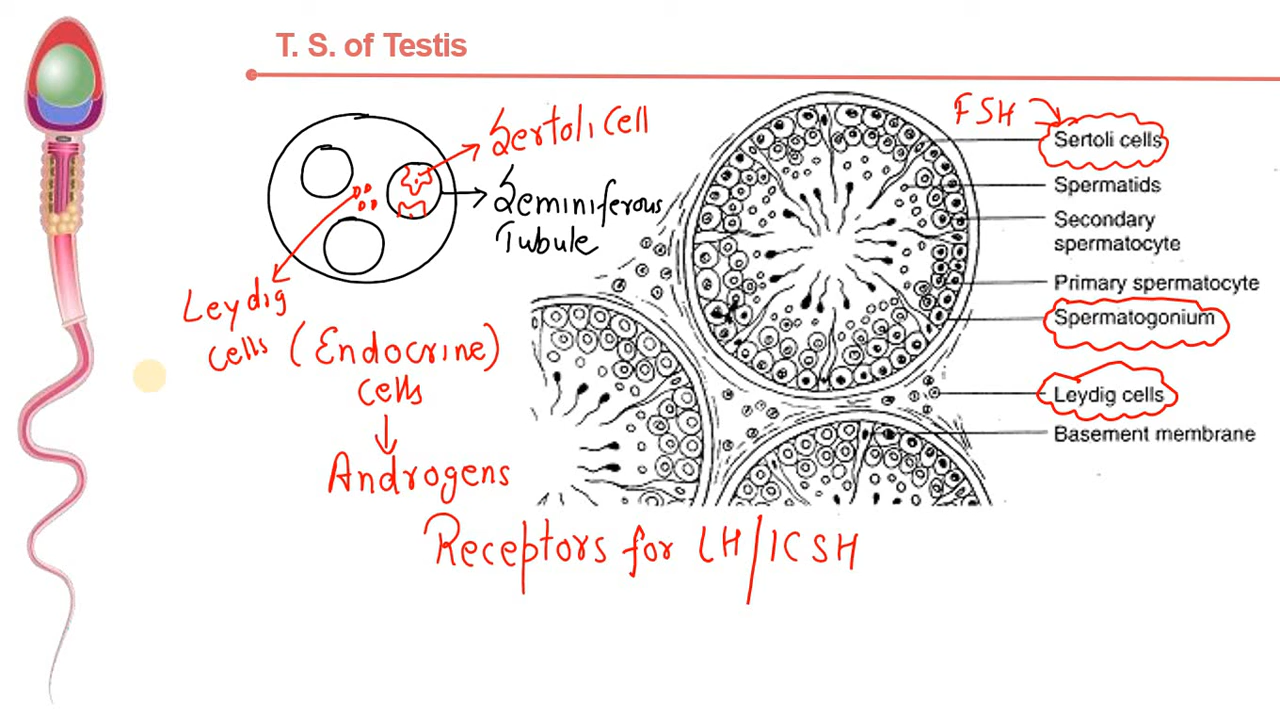 T. S. of Testis
Sertoli cell
Seminiferous
Tubule
Leydig
cells (Endocrine)
cells
Androgens
Receptors for LH/ICSH
FSH
Sertoli cells
Spermatids
Secondary
spermatocyte
Primary spermatocyte
Spermatogonium
Leydig cells
Basement membrane